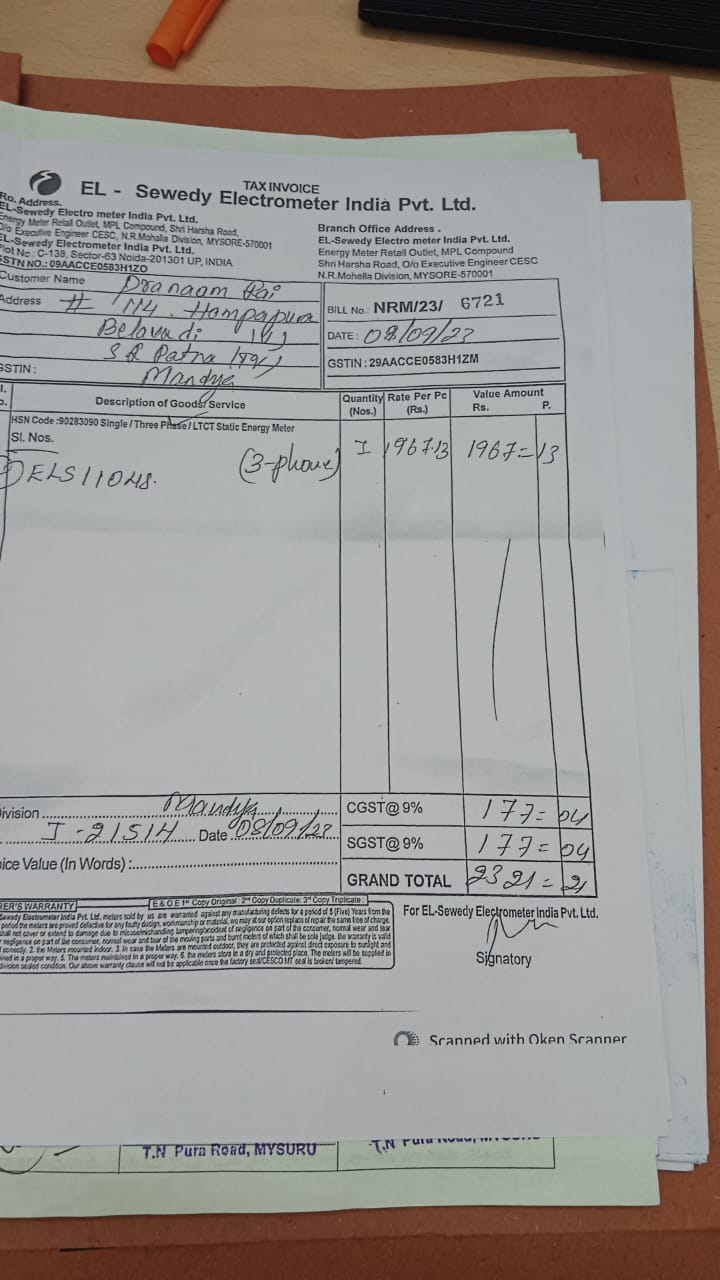 TAX INVOICE
EL - Sewedy Electrometer India Pvt. Ltd.
Ro. Address.
EL-Sewedy Electro meter India Pvt. Ltd.
Energy Meter Retail Outlet, MPL Compound, Shri Harsha Road,
O/o Executive Engineer CESC, N.R.Mohalla Division, MYSORE-570001
EL-Sewedy Electrometer India Pvt. Ltd.
Plot No : C-138, Sector-63 Noida-201301 UP, INDIA
GSTN NO.: 09AACCE0583H1ZO
Branch Office Address .
EL-Sewedy Electro meter India Pvt. Ltd.
Energy Meter Retail Outlet, MPL Compound
Shri Harsha Road, O/o Executive Engineer CESC
N.R.Mohalla Division, MYSORE-570001
Customer Name Pranaam Rai
Address # 114, Hampapura
Belavadi (V)
S R Patna (Tq)
Mandya
GSTIN :
BILL No.: NRM/23/ 6721
DATE : 08/09/23
GSTIN : 29AACCE0583H1ZM
Description of Goods/ Service
Quantity (Nos.)
Rate Per Pc (Rs.)
Value Amount
Rs. P.
HSN Code :90283090 Single / Three Phase / LTCT Static Energy Meter
Sl. Nos.
ELS11048. (3-phase) 1 1967.13 1967=13
Division Mandya
I-21514 Date 08/09/23
Invoice Value (In Words) :
CGST@ 9% 177=04
SGST@ 9% 177=04
GRAND TOTAL 2321=21
E & O E 1st Copy Original : 2nd Copy Duplicate: 3rd Copy Triplicate :
For EL-Sewedy Electrometer India Pvt. Ltd.
Signatory
Scanned with Oken Scanner
T.N Pura Road, MYSURU